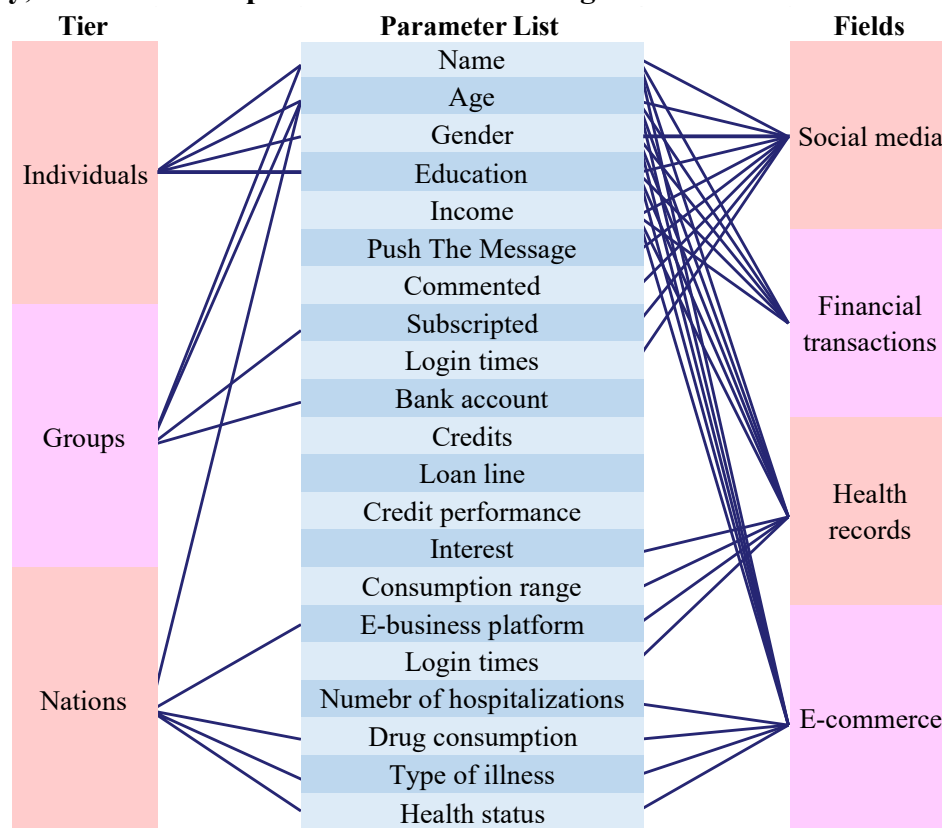 Tier
Parameter List
Fields
Individuals
Groups
Nations
Name
Age
Gender
Education
Income
Push The Message
Commented
Subscripted
Login times
Bank account
Credits
Loan line
Credit performance
Interest
Consumption range
E-business platform
Login times
Numebr of hospitalizations
Drug consumption
Type of illness
Health status
Social media
Financial
transactions
Health
records
E-commerce